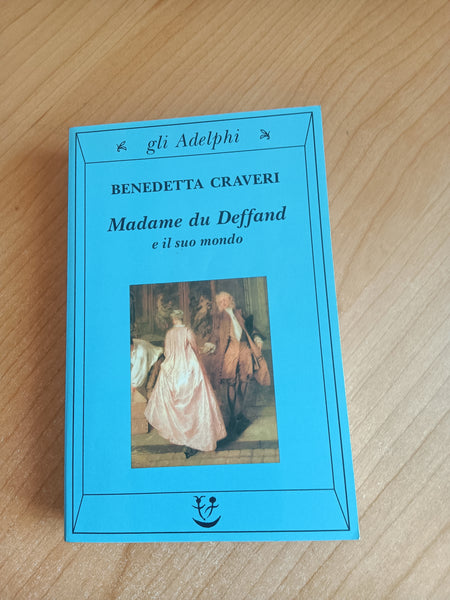 gli Adelphi
BENEDETTA CRAVERI
Madame du Deffand
e il suo mondo